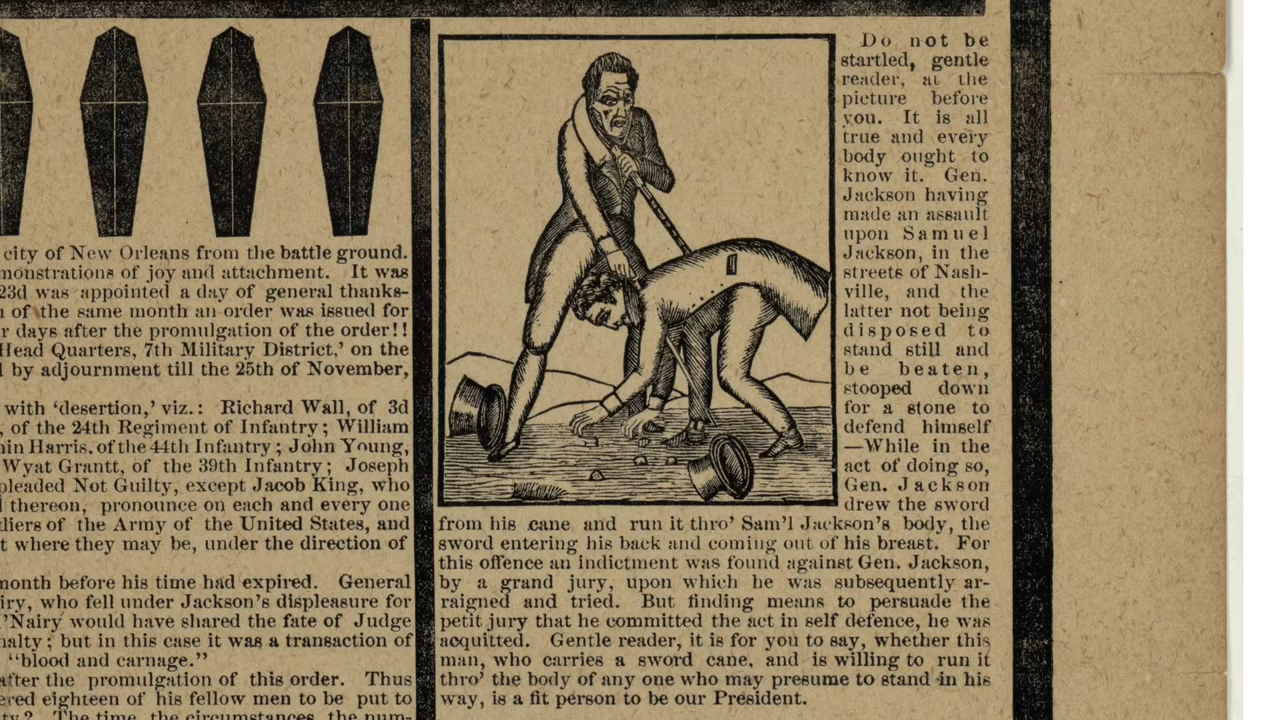 city of New Orleans from the battle ground.
monstrations of joy and attachment. It was
23d was appointed a day of general thanks-
of the same month an order was issued for
days after the promulgation of the order!!
Head Quarters, 7th Military District,’ on the
by adjournment till the 25th of November,
with ‘desertion,’ viz.: Richard Wall, of 3d
, of the 24th Regiment of Infantry; William
Harris, of the 44th Infantry; John Young,
Wyat Grantt, of the 39th Infantry; Joseph
pleaded Not Guilty, except Jacob King, who
thereon, pronounce on each and every one
diers of the Army of the United States, and
t where they may be, under the direction of
month before his time had expired. General
iry, who fell under Jackson’s displeasure for
’Nairy would have shared the fate of Judge
nalty; but in this case it was a transaction of
“blood and carnage.”
after the promulgation of this order. Thus
ered eighteen of his fellow men to be put to
ty? The time, the circumstances, the num-
Do not be
startled, gentle
reader, at the
picture before
you. It is all
true and every
body ought to
know it. Gen.
Jackson having
made an assault
upon Samuel
Jackson, in the
streets of Nash-
ville, and the
latter not being
disposed to
stand still and
be beaten,
stooped down
for a stone to
defend himself
—While in the
act of doing so,
Gen. Jackson
drew the sword
from his cane and run it thro’ Sam’l Jackson’s body, the
sword entering his back and coming out of his breast. For
this offence an indictment was found against Gen. Jackson,
by a grand jury, upon which he was subsequently ar-
raigned and tried. But finding means to persuade the
petit jury that he committed the act in self defence, he was
acquitted. Gentle reader, it is for you to say, whether this
man, who carries a sword cane, and is willing to run it
thro’ the body of any one who may presume to stand in his
way, is a fit person to be our President.